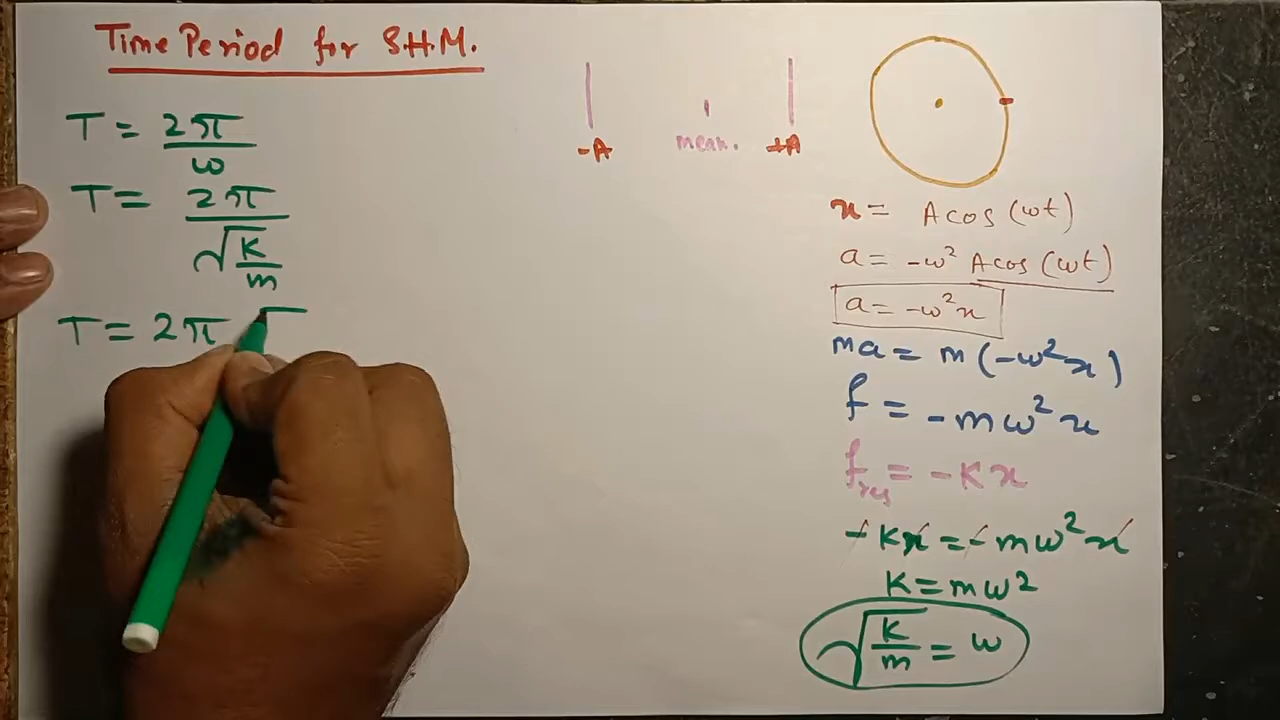 Time Period for S.H.M.
T = 2π/ω
T = 2π/√(K/m)
T = 2π √
-A mean. +A
x = A cos(ωt)
a = -ω² A cos(ωt)
a = -ω²x
ma = m(-ω²x)
f = -mω²x
fres = -Kx
-Kx = -mω²x
K = mω²
√(K/m) = ω